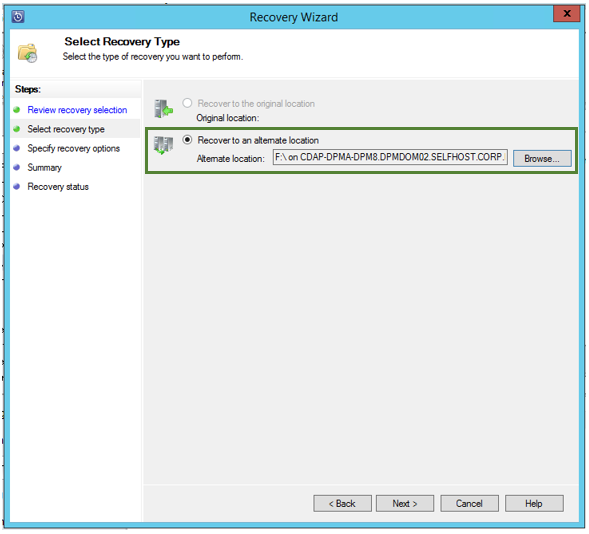 Recovery Wizard
x
Select Recovery Type
Select the type of recovery you want to perform.
Steps:
Review recovery selection
Select recovery type
Specify recovery options
Summary
Recovery status
Recover to the original location
Original location:
Recover to an alternate location
Alternate location: F:\ on CDAP-DPMA-DPM8.DPMDOM02.SELFHOST.CORP. Browse...
< Back Next > Cancel Help